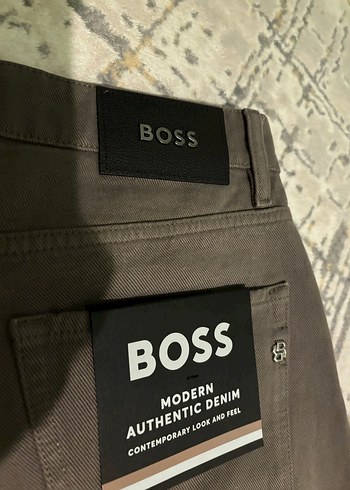 BOSS
BOSS
MODERN
AUTHENTIC DENIM
CONTEMPORARY LOOK AND FEEL